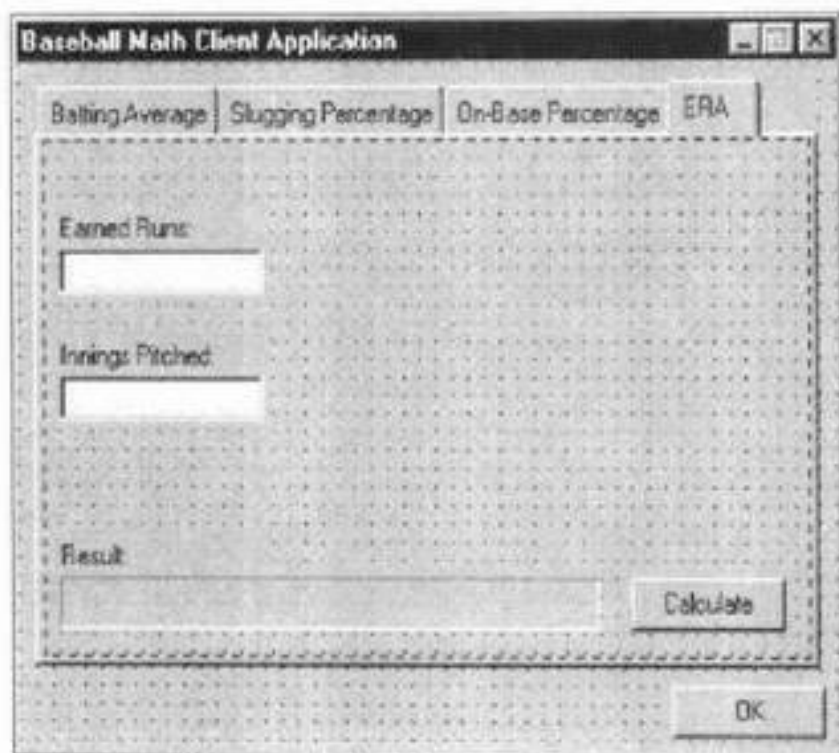 Baseball Math Client Application
Batting Average Slugging Percentage On-Base Percentage ERA
Earned Runs:
Innings Pitched:
Result:
Calculate
OK